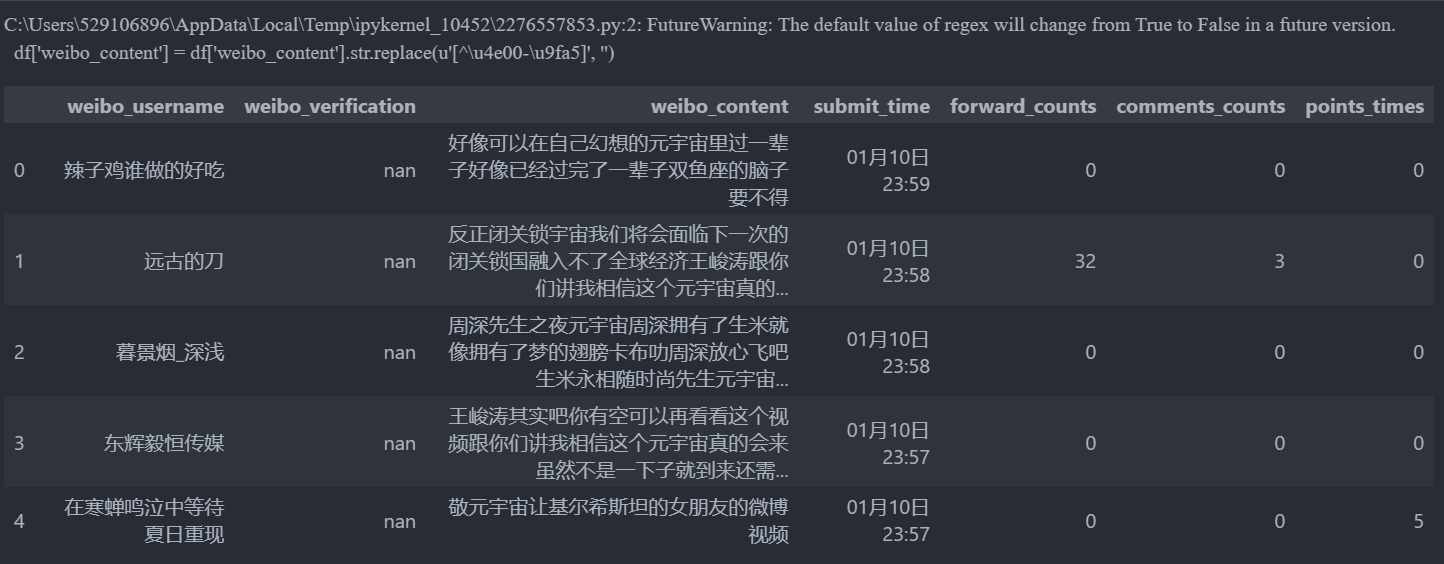 C:\Users\529106896\AppData\Local\Temp\ipykernel_10452\2276557853.py:2: FutureWarning: The default value of regex will change from True to False in a future version.
df['weibo_content'] = df['weibo_content'].str.replace(u'[^\u4e00-\u9fa5]', '')
weibo_username weibo_verification weibo_content submit_time forward_counts comments_counts points_times
0 辣子鸡谁做的好吃 nan 好像可以在自己幻想的元宇宙里过一辈
子好像已经过完了一辈子双鱼座的脑子
要不得 01月10日
23:59 0 0 0
1 远古的刀 nan 反正闭关锁宇宙我们将会面临下一次的
闭关锁国融入不了全球经济王峻涛跟你
们讲我相信这个元宇宙真的... 01月10日
23:58 32 3 0
2 暮景烟_深浅 nan 周深先生之夜元宇宙周深拥有了生米就
像拥有了梦的翅膀卡布叻周深放心飞吧
生米永相随时尚先生元宇宙... 01月10日
23:58 0 0 0
3 东辉毅恒传媒 nan 王峻涛其实吧你有空可以再看看这个视
频跟你们讲我相信这个元宇宙真的会来
虽然不是一下子就到来还需... 01月10日
23:57 0 0 0
4 在寒蝉鸣泣中等待
夏日重现 nan 敬元宇宙让基尔希斯坦的女朋友的微博
视频 01月10日
23:57 0 0 5